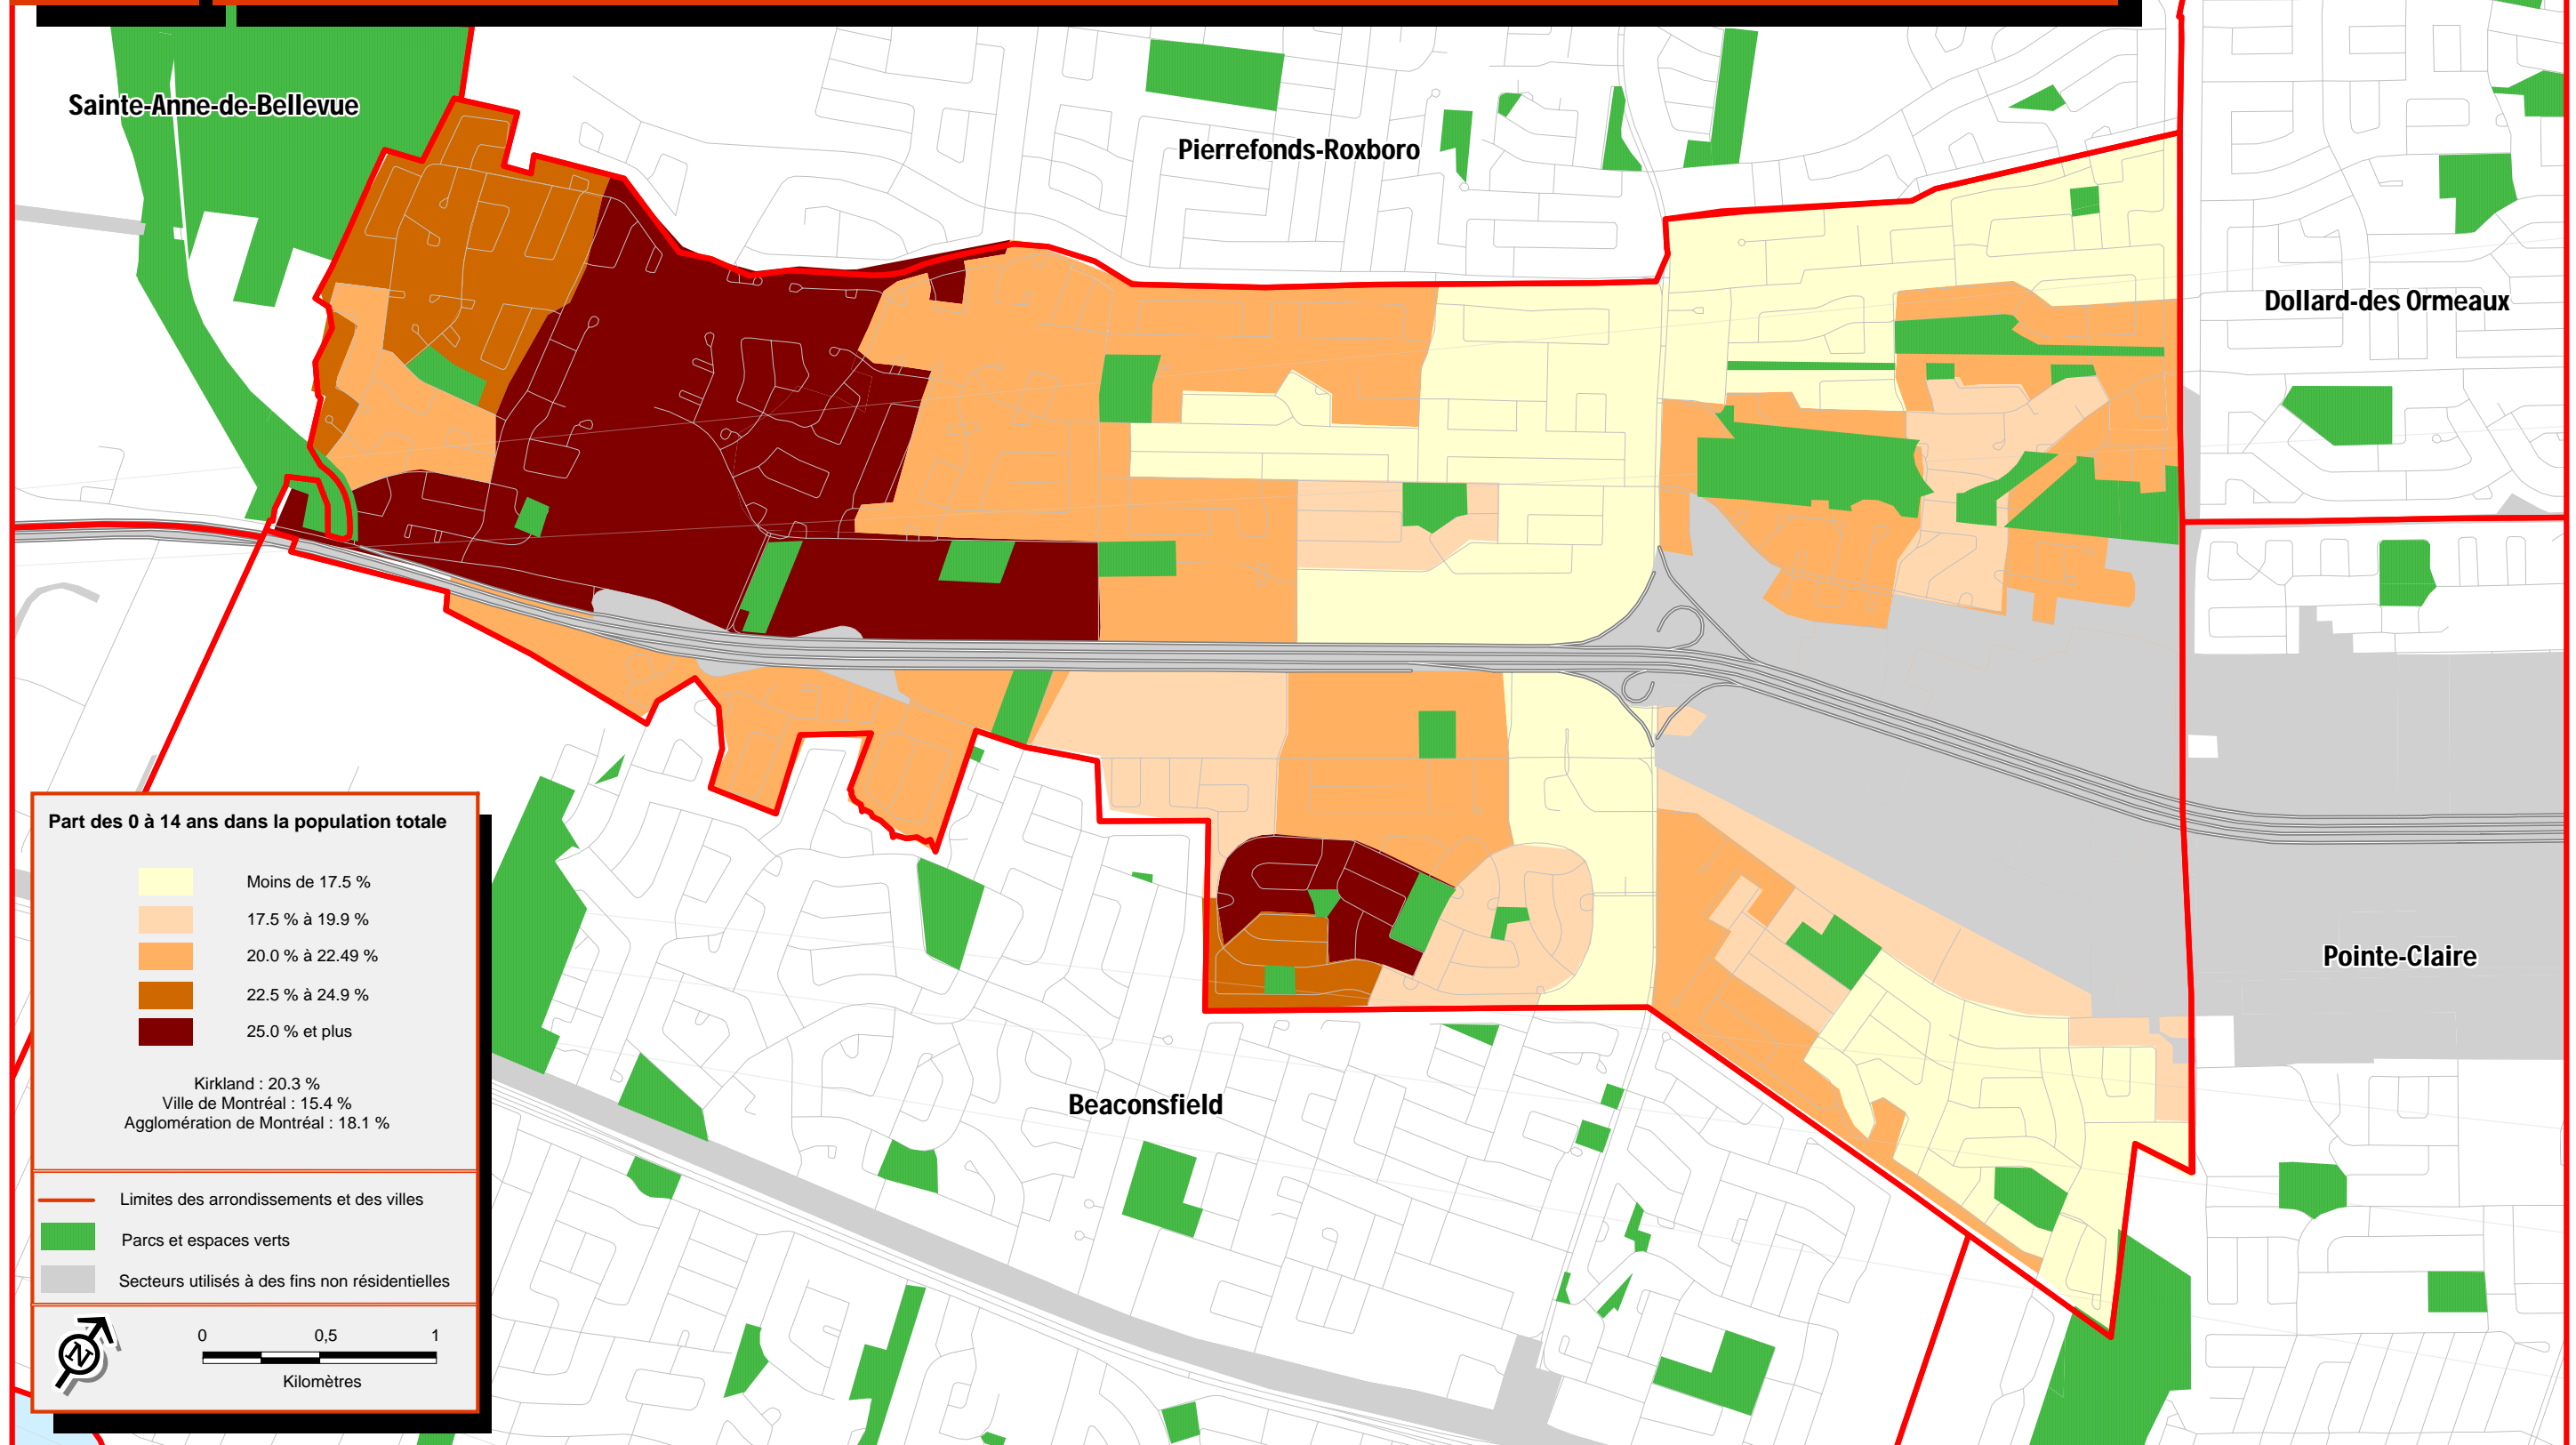 Sainte-Anne-de-Bellevue
Pierrefonds-Roxboro
Dollard-des Ormeaux
Pointe-Claire
Beaconsfield
Part des 0 à 14 ans dans la population totale
Moins de 17.5 %
17.5 % à 19.9 %
20.0 % à 22.49 %
22.5 % à 24.9 %
25.0 % et plus
Kirkland : 20.3 %
Ville de Montréal : 15.4 %
Agglomération de Montréal : 18.1 %
Limites des arrondissements et des villes
Parcs et espaces verts
Secteurs utilisés à des fins non résidentielles
N
0 0,5 1
Kilomètres